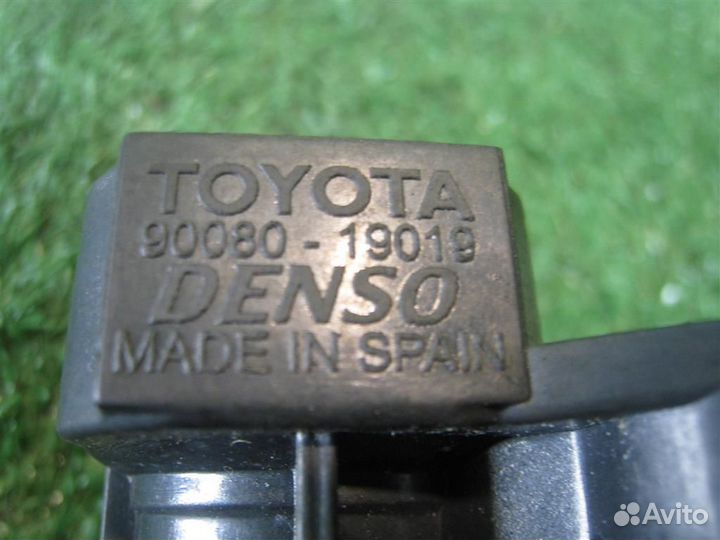 TOYOTA
90080 - 19019
DENSO
MADE IN SPAIN
Avito